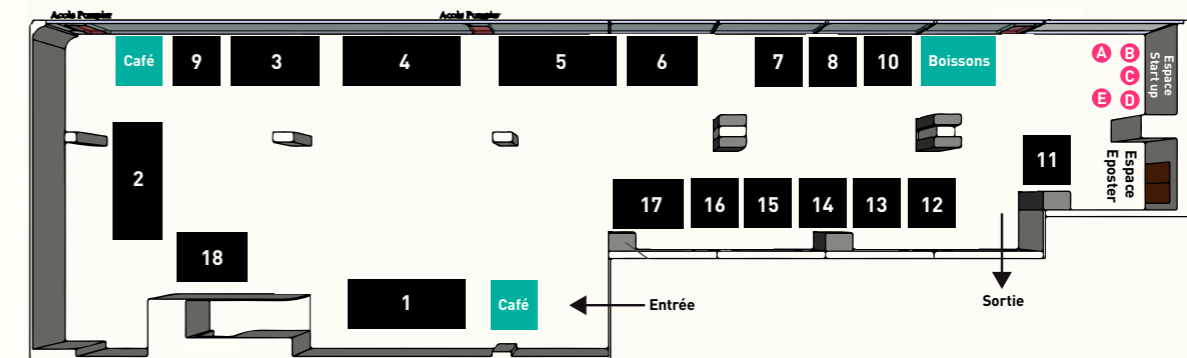 Accès Pompier
Accès Pompier
Café
9
3
4
5
6
7
8
10
Boissons
A
B
C
D
E
Espace
Start up
2
11
Espace
Eposter
17
16
15
14
13
12
18
1
Café
Entrée
Sortie